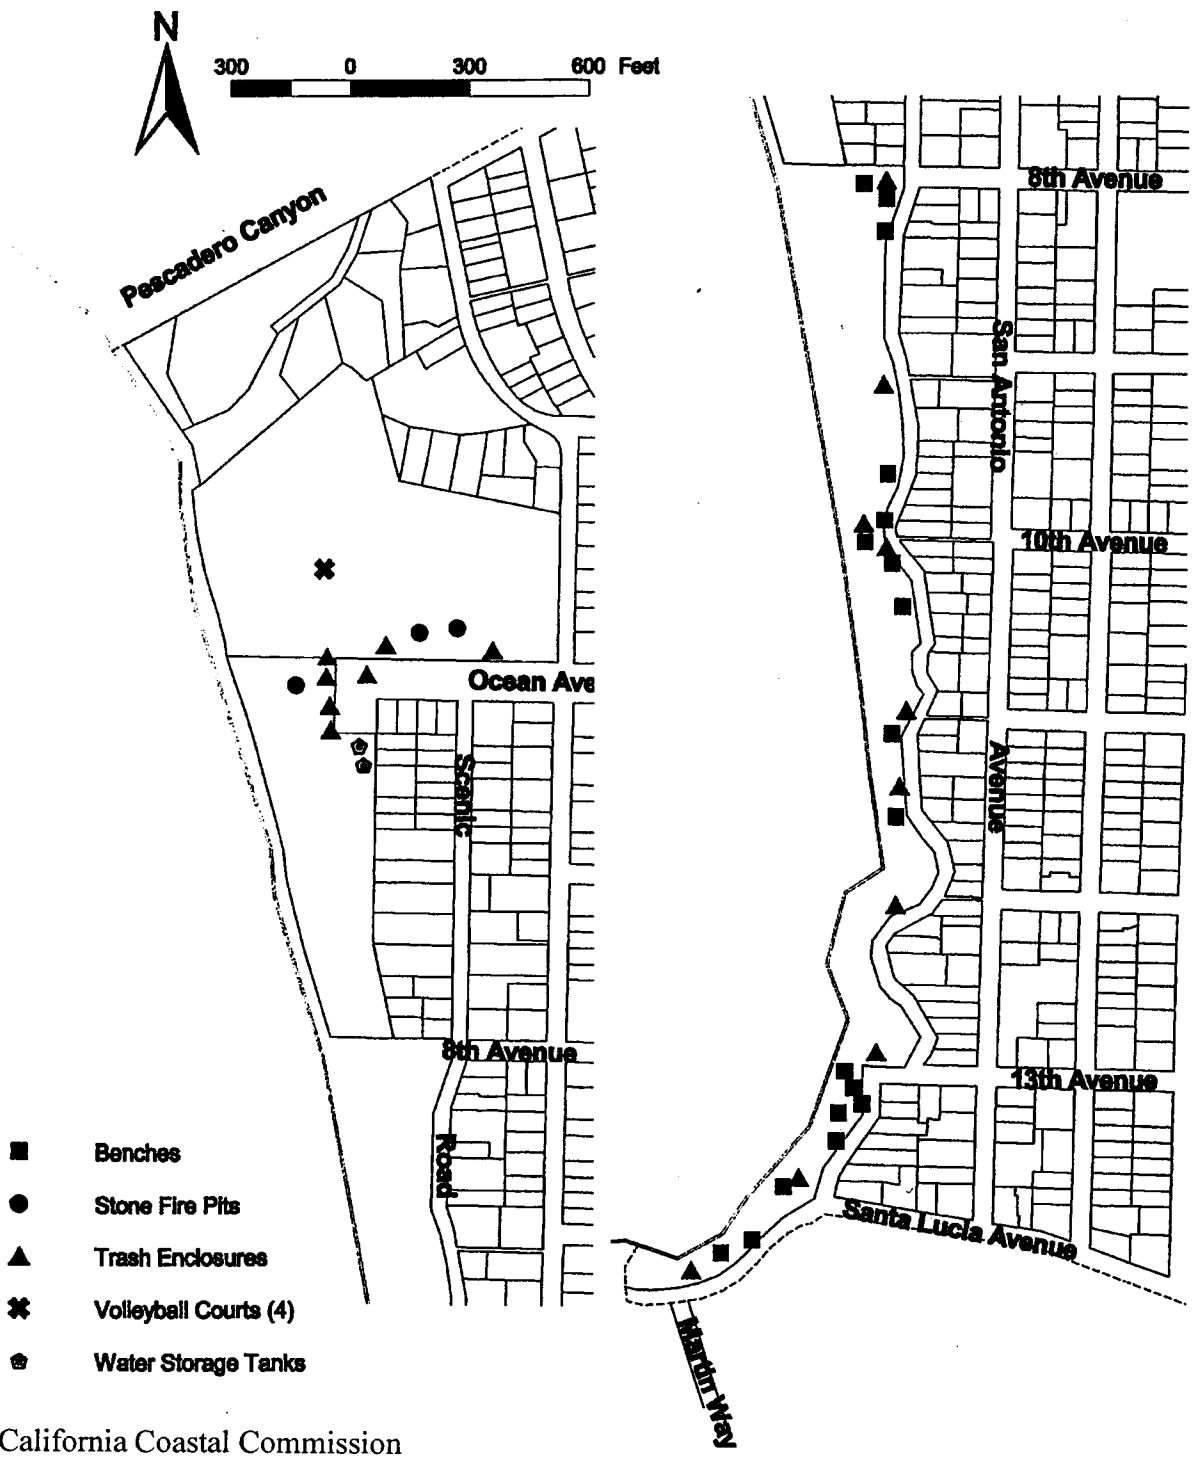 N
300 0 300 600 Feet
Pescadero Canyon
Ocean Ave
Scenic
8th Avenue
Road
8th Avenue
San Antonio
10th Avenue
Avenue
13th Avenue
Santa Lucia Avenue
Martin Way
Benches
Stone Fire Pits
Trash Enclosures
Volleyball Courts (4)
Water Storage Tanks
California Coastal Commission